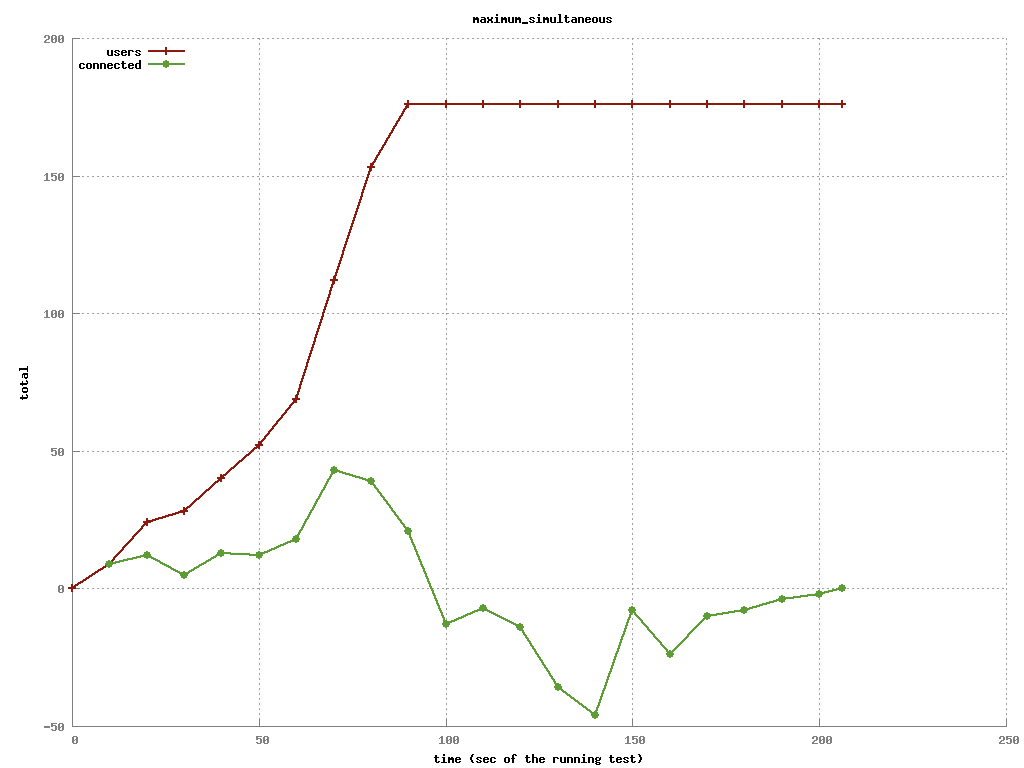 maximum_simultaneous
200
users
connected
150
100
total
50
0
-50
0 50 100 150 200 250
time (sec of the running test)